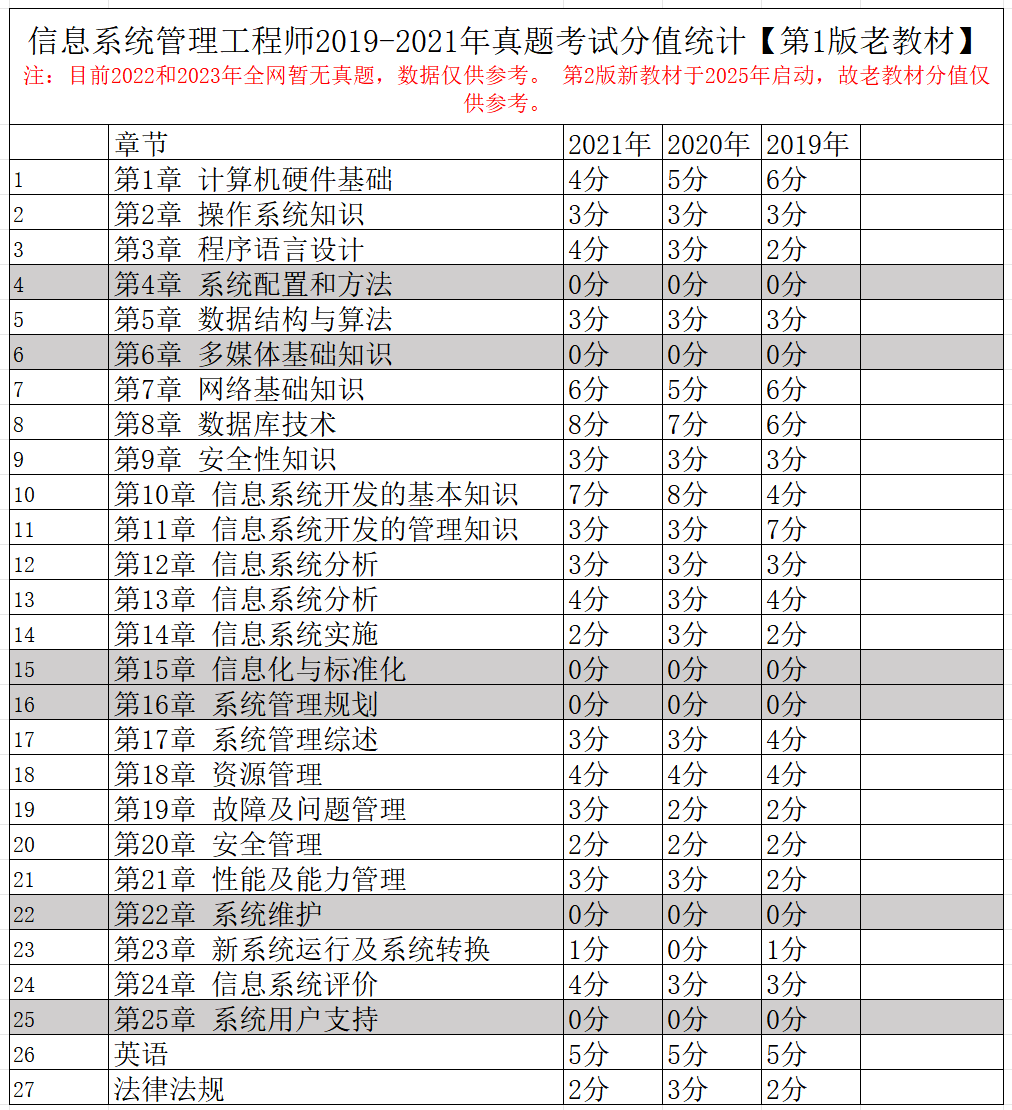 信息系统管理工程师2019-2021年真题考试分值统计【第1版老教材】
注：目前2022和2023年全网暂无真题，数据仅供参考。 第2版新教材于2025年启动，故老教材分值仅
供参考。
章节 2021年 2020年 2019年
1 第1章 计算机硬件基础 4分 5分 6分
2 第2章 操作系统知识 3分 3分 3分
3 第3章 程序语言设计 4分 3分 2分
4 第4章 系统配置和方法 0分 0分 0分
5 第5章 数据结构与算法 3分 3分 3分
6 第6章 多媒体基础知识 0分 0分 0分
7 第7章 网络基础知识 6分 5分 6分
8 第8章 数据库技术 8分 7分 6分
9 第9章 安全性知识 3分 3分 3分
10 第10章 信息系统开发的基本知识 7分 8分 4分
11 第11章 信息系统开发的管理知识 3分 3分 7分
12 第12章 信息系统分析 3分 3分 3分
13 第13章 信息系统分析 4分 3分 4分
14 第14章 信息系统实施 2分 3分 2分
15 第15章 信息化与标准化 0分 0分 0分
16 第16章 系统管理规划 0分 0分 0分
17 第17章 系统管理综述 3分 3分 4分
18 第18章 资源管理 4分 4分 4分
19 第19章 故障及问题管理 3分 2分 2分
20 第20章 安全管理 2分 2分 2分
21 第21章 性能及能力管理 3分 3分 2分
22 第22章 系统维护 0分 0分 0分
23 第23章 新系统运行及系统转换 1分 0分 1分
24 第24章 信息系统评价 4分 3分 3分
25 第25章 系统用户支持 0分 0分 0分
26 英语 5分 5分 5分
27 法律法规 2分 3分 2分